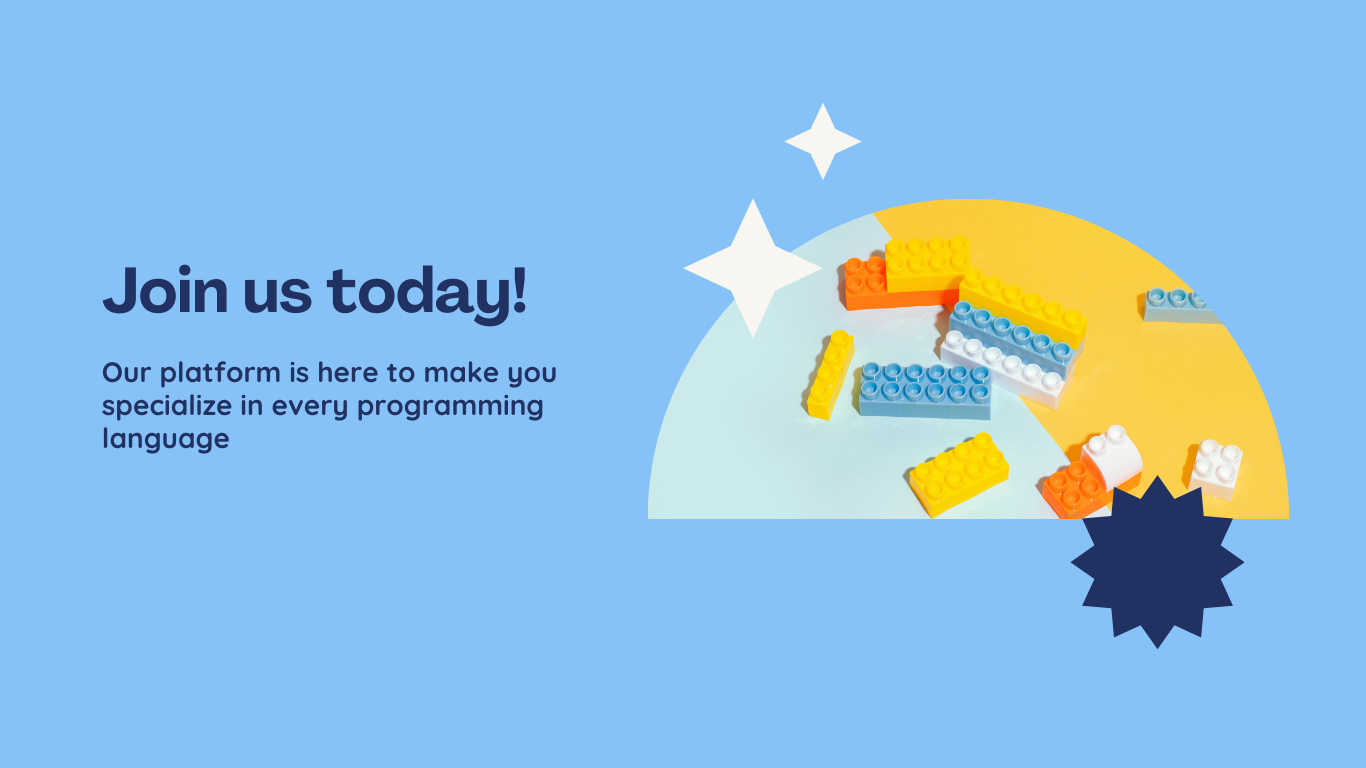 Join us today!
Our platform is here to make you
specialize in every programming
language